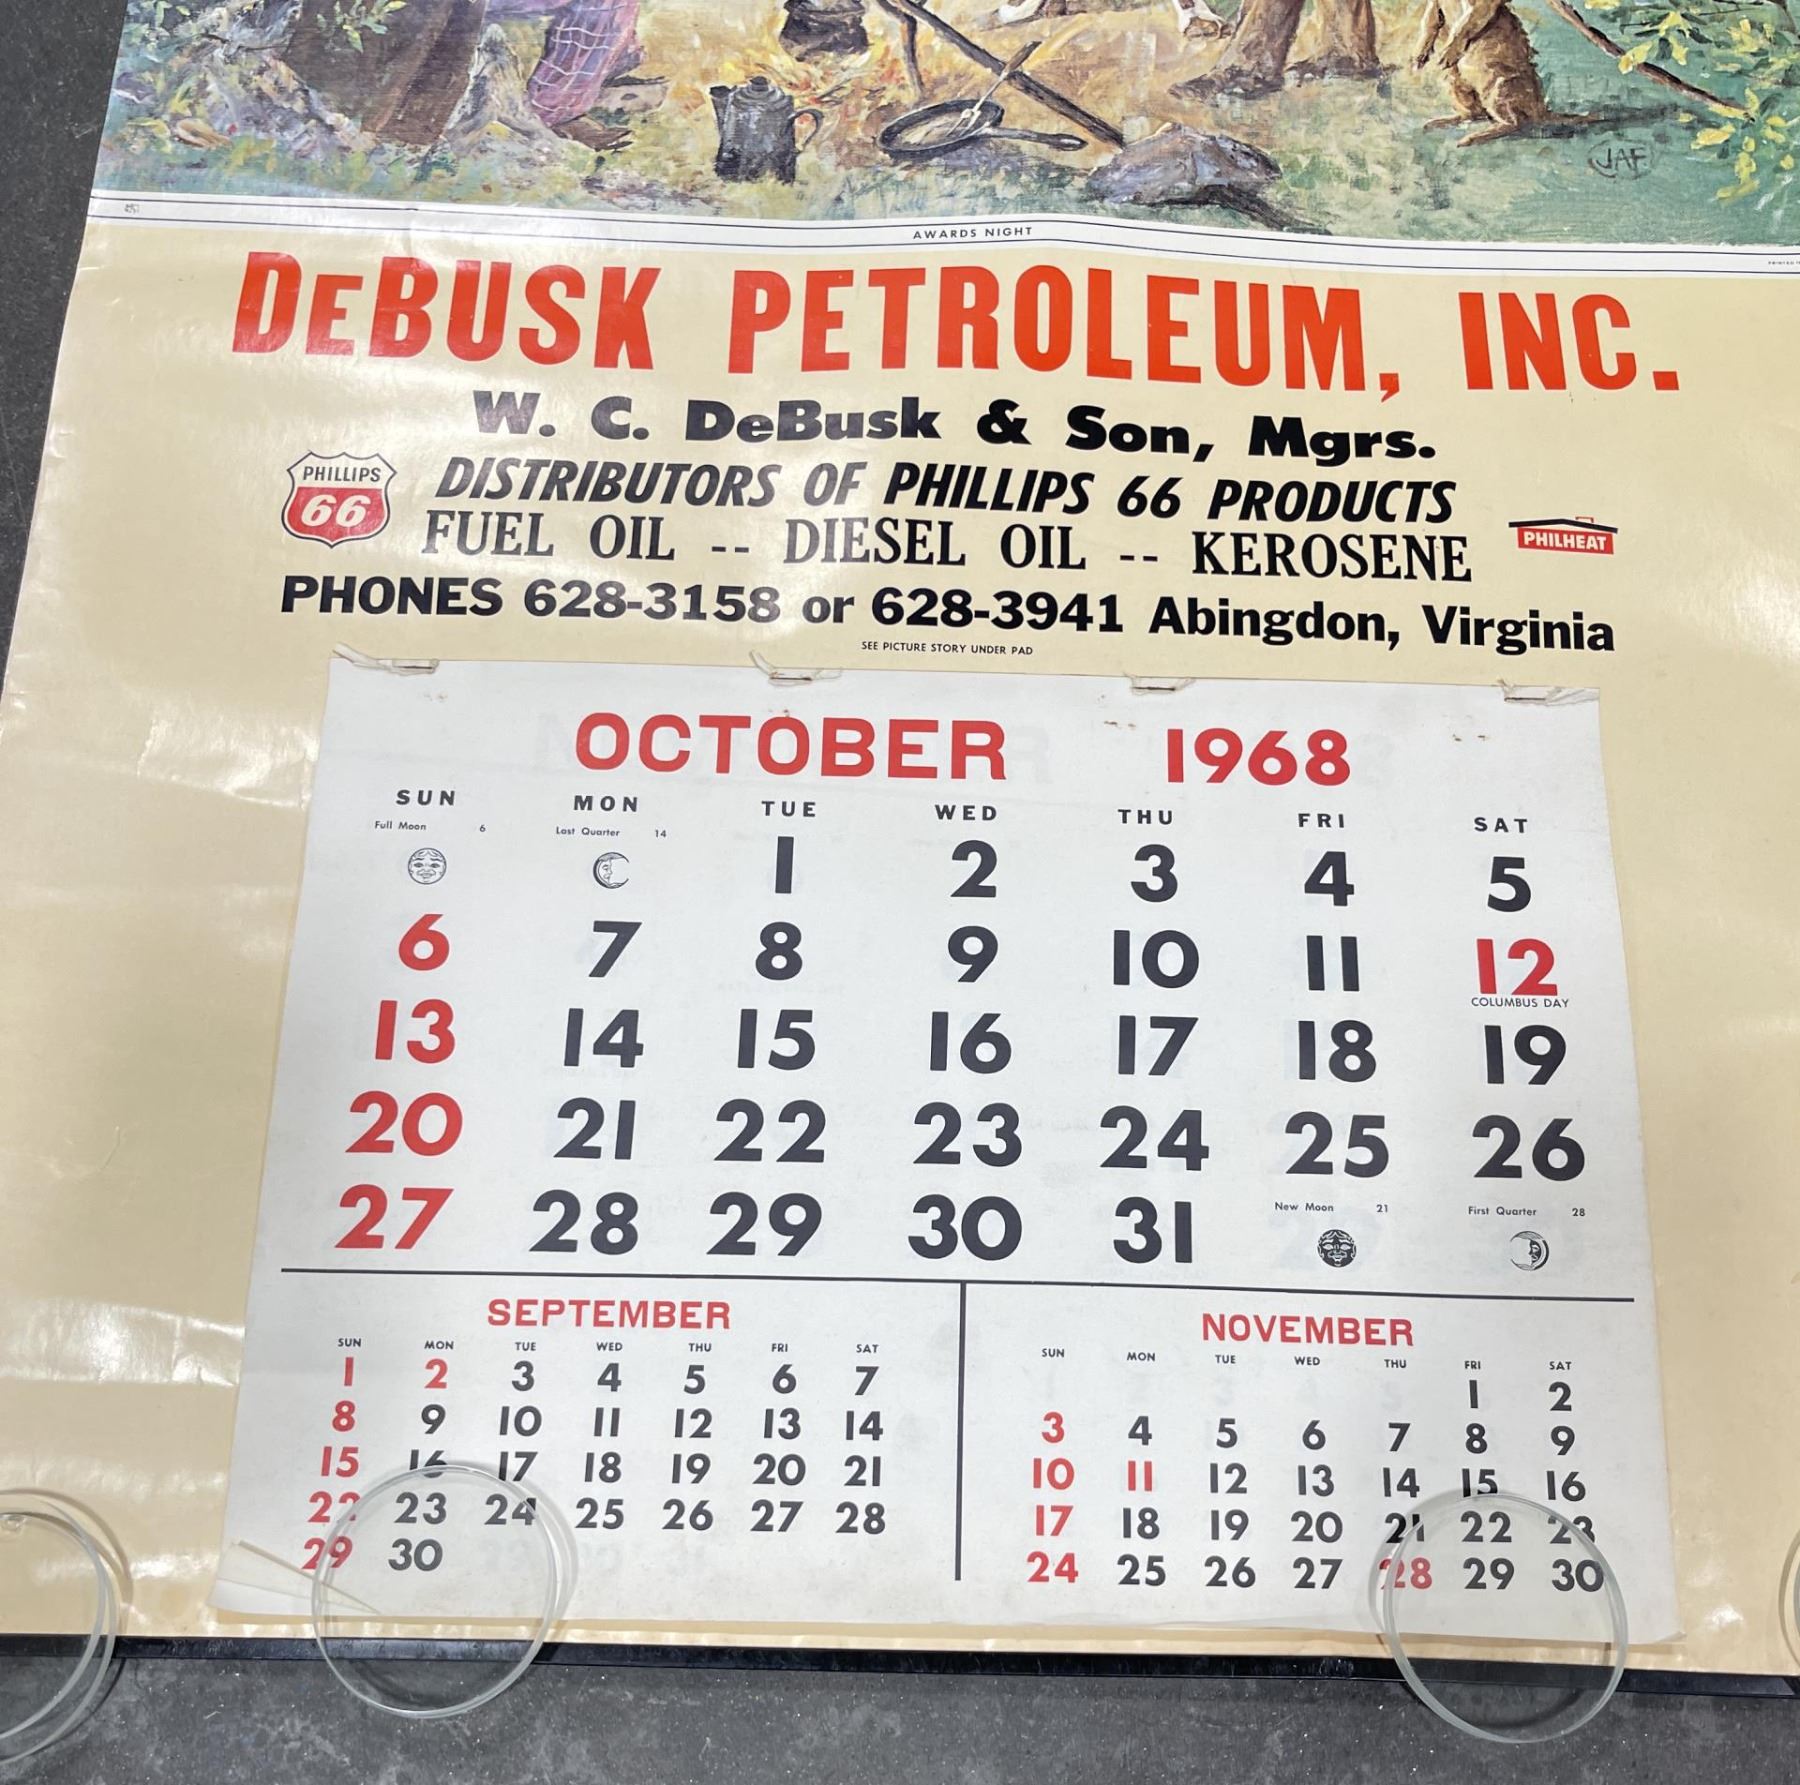 JAF
AWARDS NIGHT
DeBUSK PETROLEUM, INC.
W. C. DeBusk & Son, Mgrs.
PHILLIPS
66
DISTRIBUTORS OF PHILLIPS 66 PRODUCTS
FUEL OIL -- DIESEL OIL -- KEROSENE
PHILHEAT
PHONES 628-3158 or 628-3941 Abingdon, Virginia
SEE PICTURE STORY UNDER PAD
OCTOBER 1968
SUN MON TUE WED THU FRI SAT
Full Moon 6 Last Quarter 14
1 2 3 4 5
6 7 8 9 10 11 12
COLUMBUS DAY
13 14 15 16 17 18 19
20 21 22 23 24 25 26
27 28 29 30 31
New Moon 21 First Quarter 28
SEPTEMBER
SUN MON TUE WED THU FRI SAT
1 2 3 4 5 6 7
8 9 10 11 12 13 14
15 16 17 18 19 20 21
22 23 24 25 26 27 28
29 30
NOVEMBER
SUN MON TUE WED THU FRI SAT
1 2
3 4 5 6 7 8 9
10 11 12 13 14 15 16
17 18 19 20 21 22 23
24 25 26 27 28 29 30